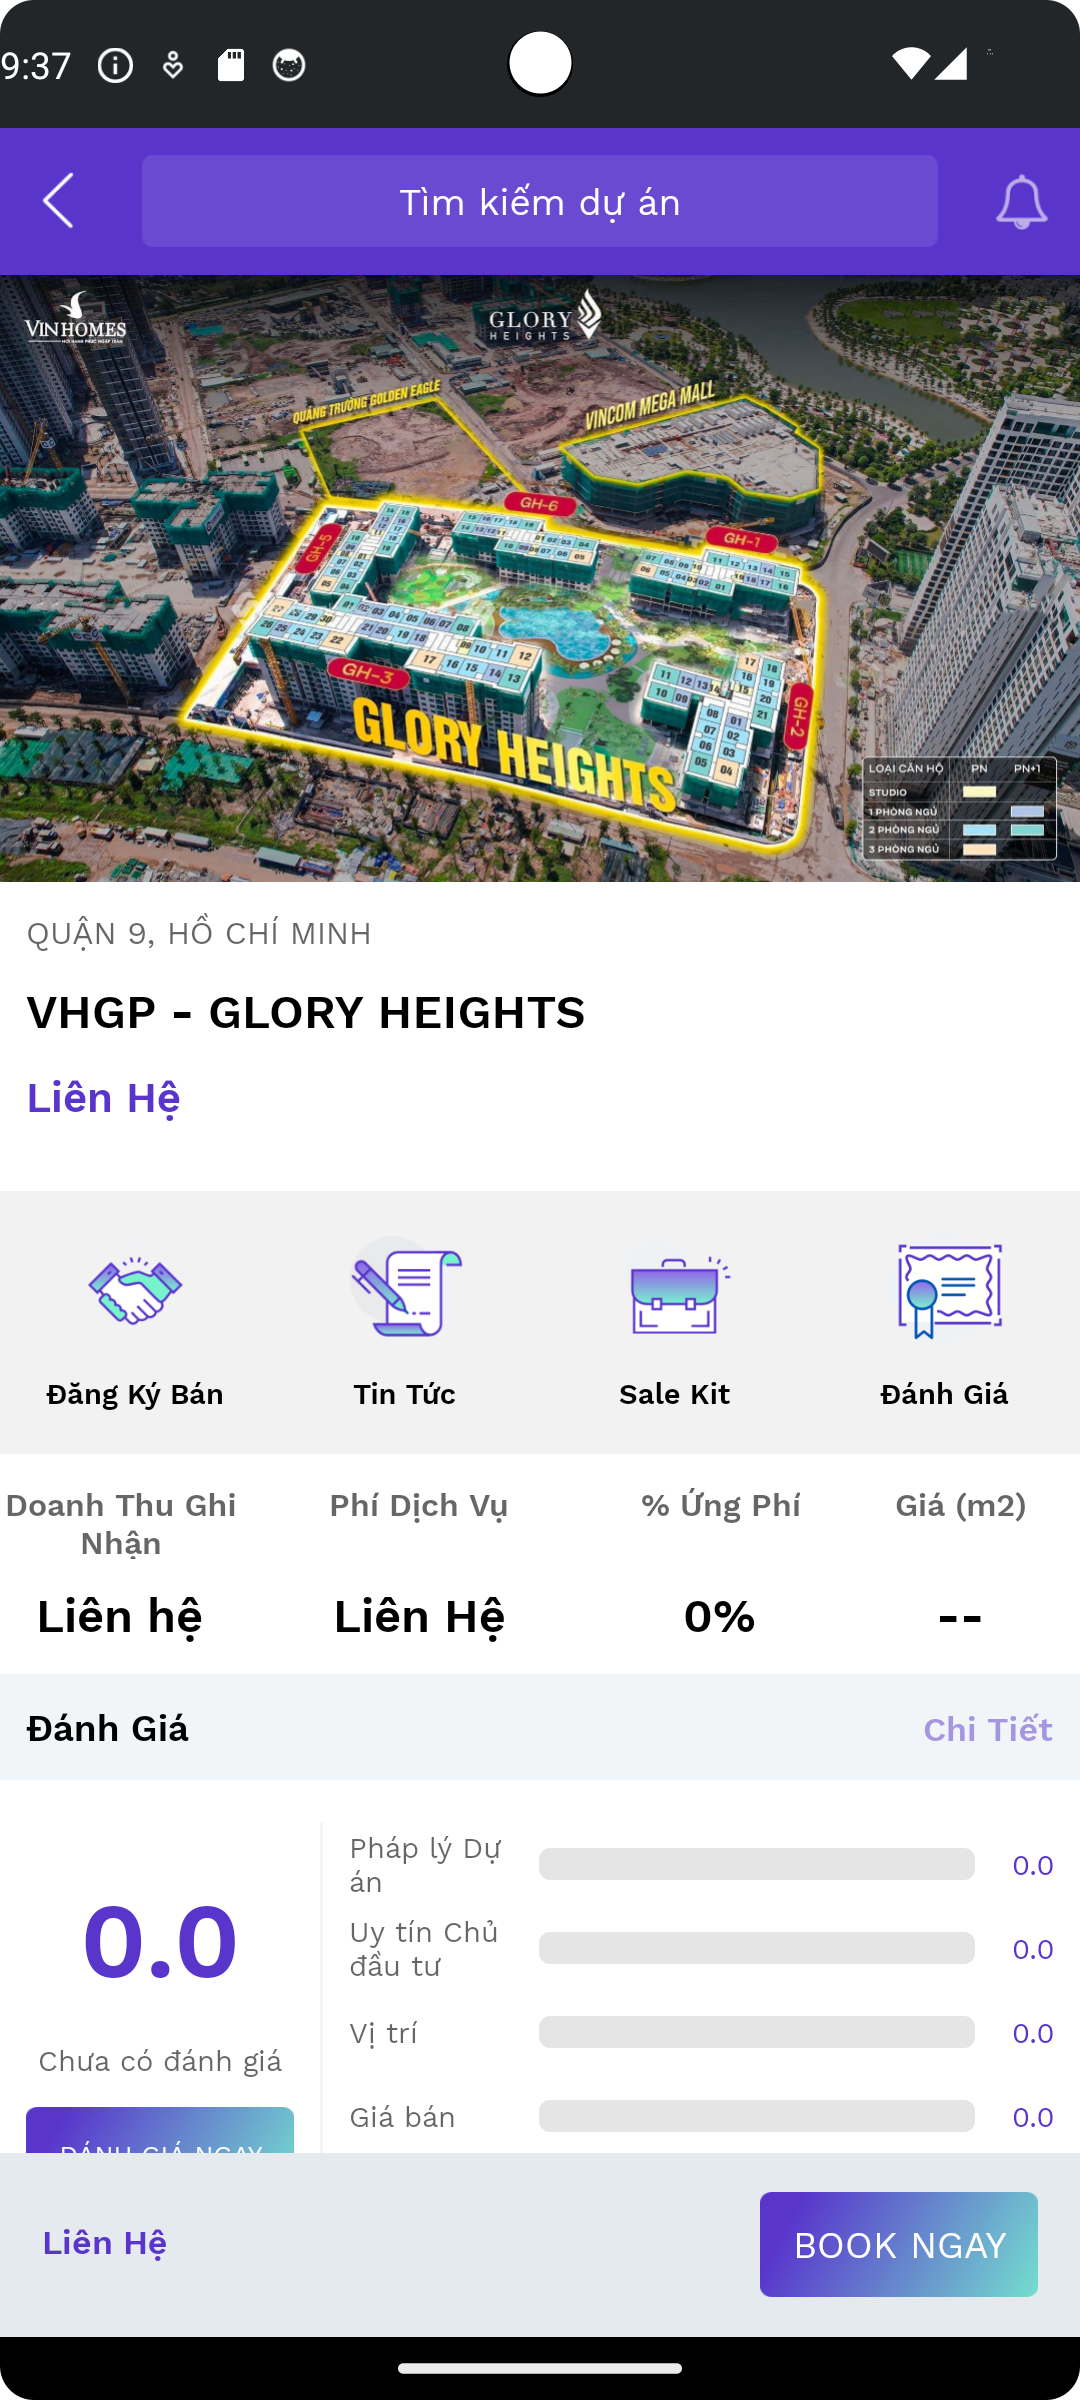 9:37
Tìm kiếm dự án
VINHOMES
GLORY
HEIGHTS
QUẢNG TRƯỜNG GOLDEN EAGLE
VINCOM MEGA MALL
GH-6
GH-5
GH-1
GH-3
GH-2
GLORY HEIGHTS
LOẠI CĂN HỘ PN PN+1
STUDIO
1 PHÒNG NGỦ
2 PHÒNG NGỦ
3 PHÒNG NGỦ
QUẬN 9, HỒ CHÍ MINH
VHGP - GLORY HEIGHTS
Liên Hệ
Đăng Ký Bán Tin Tức Sale Kit Đánh Giá
Doanh Thu Ghi Phí Dịch Vụ % Ứng Phí Giá (m2)
Nhận
Liên hệ Liên Hệ 0% --
Đánh Giá Chi Tiết
0.0
Chưa có đánh giá
ĐÁNH GIÁ NGAY
Pháp lý Dự
án
0.0
Uy tín Chủ
đầu tư
0.0
Vị trí 0.0
Giá bán 0.0
Liên Hệ BOOK NGAY